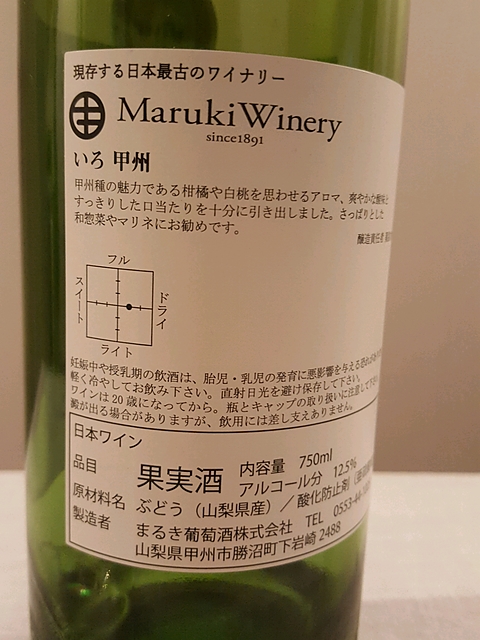 現存する日本最古のワイナリー
MarukiWinery
since1891
いろ 甲州
甲州種の魅力である柑橘や白桃を思わせるアロマ、爽やかな酸味と
すっきりした口当たりを十分に引き出しました。さっぱりとした
和惣菜やマリネにお勧めです。
醸造責任者
フル
スイート
ドライ
ライト
妊娠中や授乳期の飲酒は、胎児・乳児の発育に悪影響を与える恐れ
軽く冷やしてお飲み下さい。直射日光を避け保存して下さい。
ワインは20歳になってから。瓶とキャップの取り扱いに注意して
澱が出る場合がありますが、飲用には差し支えありません。
日本ワイン
品目 果実酒 内容量 750ml
アルコール分 12.5%
原材料名 ぶどう（山梨県産）／酸化防止剤
製造者 まるき葡萄酒株式会社 TEL 0553-44
山梨県甲州市勝沼町下岩崎2488